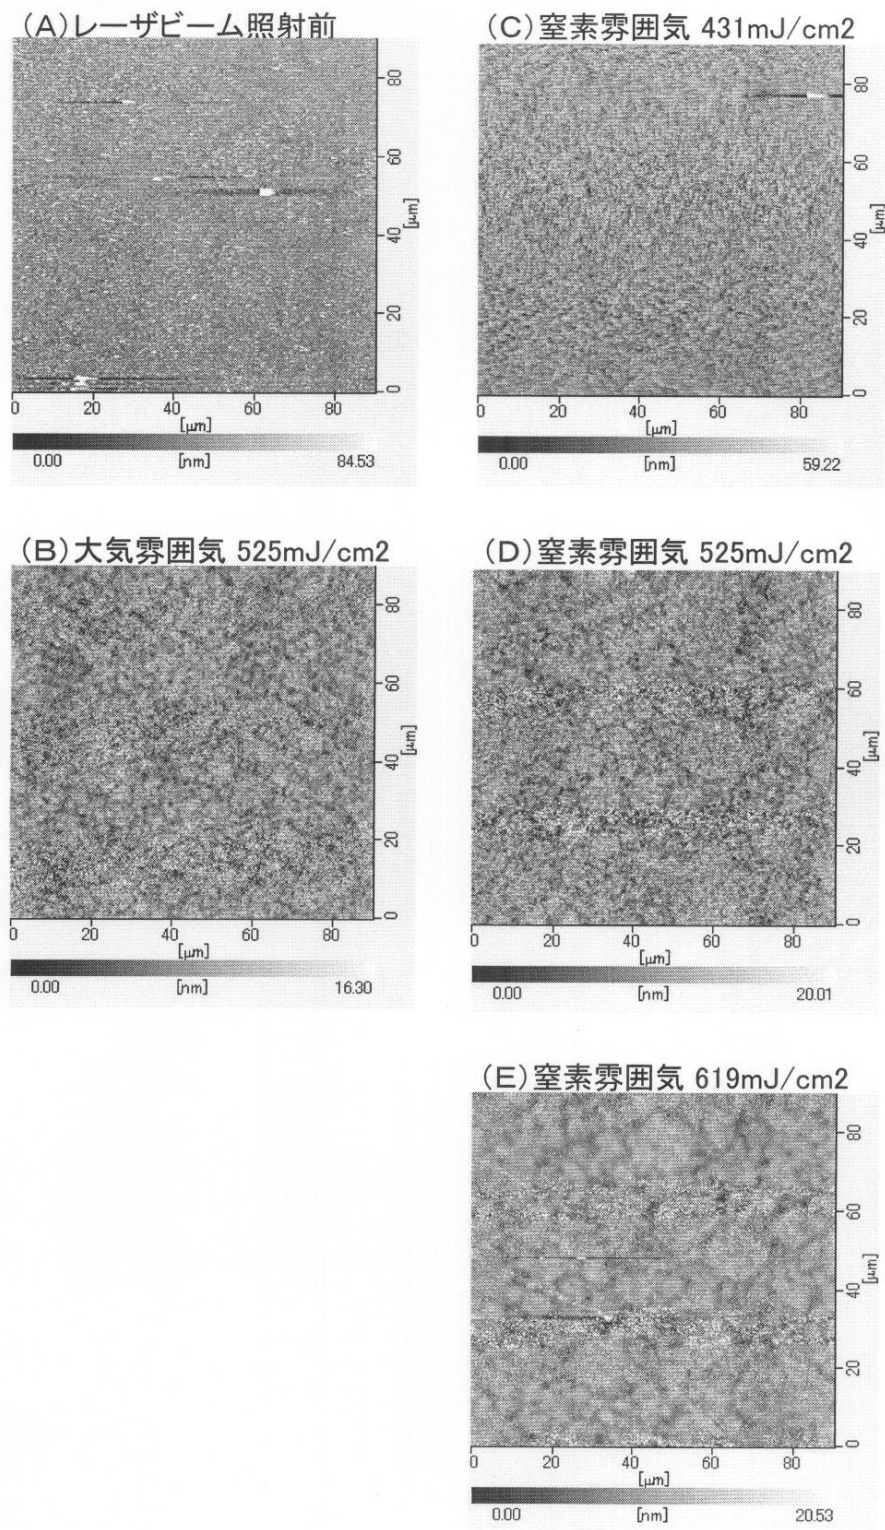 (A)レーザビーム照射前
80
60
40
20
0
[μm]
0 20 40 60 80
[μm]
0.00 [nm] 84.53
(C)窒素雰囲気 431mJ/cm2
80
60
40
20
0
[μm]
0 20 40 60 80
[μm]
0.00 [nm] 59.22
(B)大気雰囲気 525mJ/cm2
80
60
40
20
0
[μm]
0 20 40 60 80
[μm]
0.00 [nm] 16.30
(D)窒素雰囲気 525mJ/cm2
80
60
40
20
0
[μm]
0 20 40 60 80
[μm]
0.00 [nm] 20.01
(E)窒素雰囲気 619mJ/cm2
80
60
40
20
0
[μm]
0 20 40 60 80
[μm]
0.00 [nm] 20.53